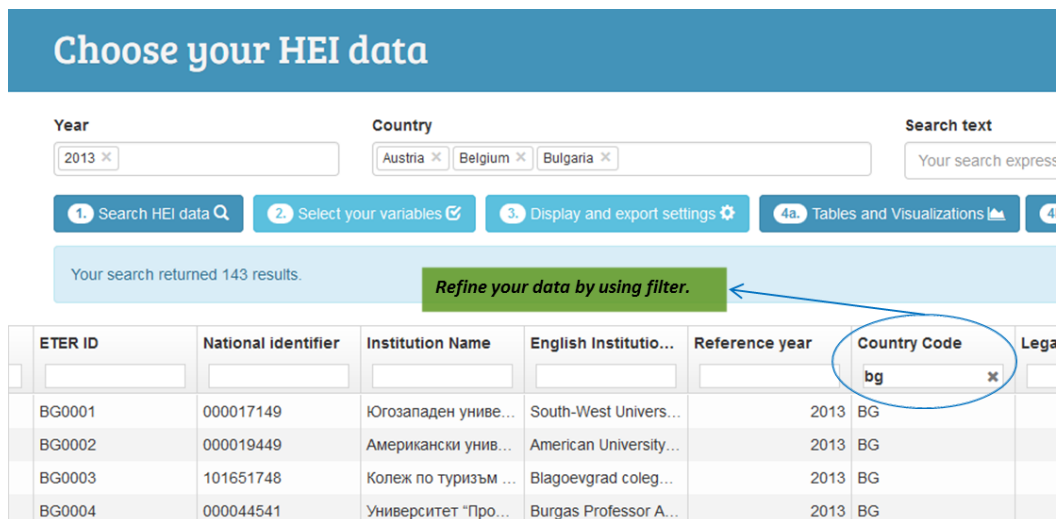 Choose your HEI data
Year Country Search text
2013 × Austria × Belgium × Bulgaria × Your search express
1. Search HEI data 2. Select your variables 3. Display and export settings 4a. Tables and Visualizations
Your search returned 143 results.
Refine your data by using filter.
ETER ID National identifier Institution Name English Institutio... Reference year Country Code Lega
bg ×
BG0001 000017149 Югозападен униве... South-West Univers... 2013 BG
BG0002 000019449 Американски унив... American University... 2013 BG
BG0003 101651748 Колеж по туризъм ... Blagoevgrad coleg... 2013 BG
BG0004 000044541 Университет "Про... Burgas Professor A... 2013 BG